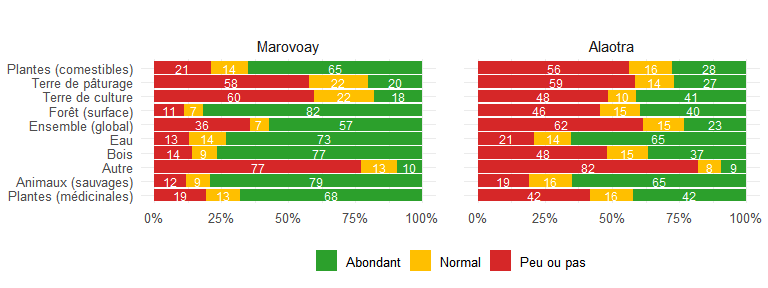 Marovoay Alaotra
Plantes (comestibles) 21 14 65 56 16 28
Terre de pâturage 58 22 20 59 14 27
Terre de culture 60 22 18 48 10 41
Forêt (surface) 11 7 82 46 15 40
Ensemble (global) 36 7 57 62 15 23
Eau 13 14 73 21 14 65
Bois 14 9 77 48 15 37
Autre 77 13 10 82 8 9
Animaux (sauvages) 12 9 79 19 16 65
Plantes (médicinales) 19 13 68 42 16 42
0% 25% 50% 75% 100% 0% 25% 50% 75% 100%
Abondant Normal Peu ou pas